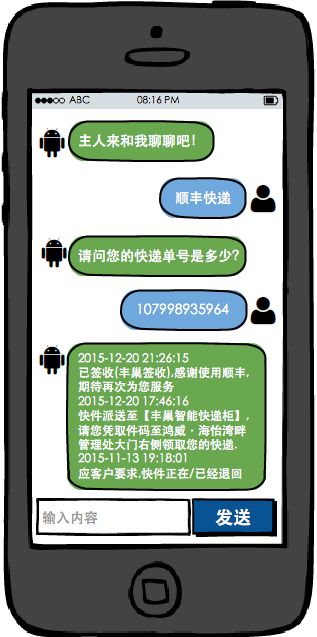 ABC 08:16 PM
主人来和我聊聊吧!
顺丰快递
请问您的快递单号是多少?
107998935964
2015-12-20 21:26:15
已签收(丰巢签收),感谢使用顺丰,
期待再次为您服务
2015-12-20 17:46:16
快件派送至【丰巢智能快递柜】,
请您凭取件码至鸿威·海怡湾畔
管理处大门右侧领取您的快递.
2015-11-13 19:18:01
应客户要求,快件正在/已经退回
输入内容 发送